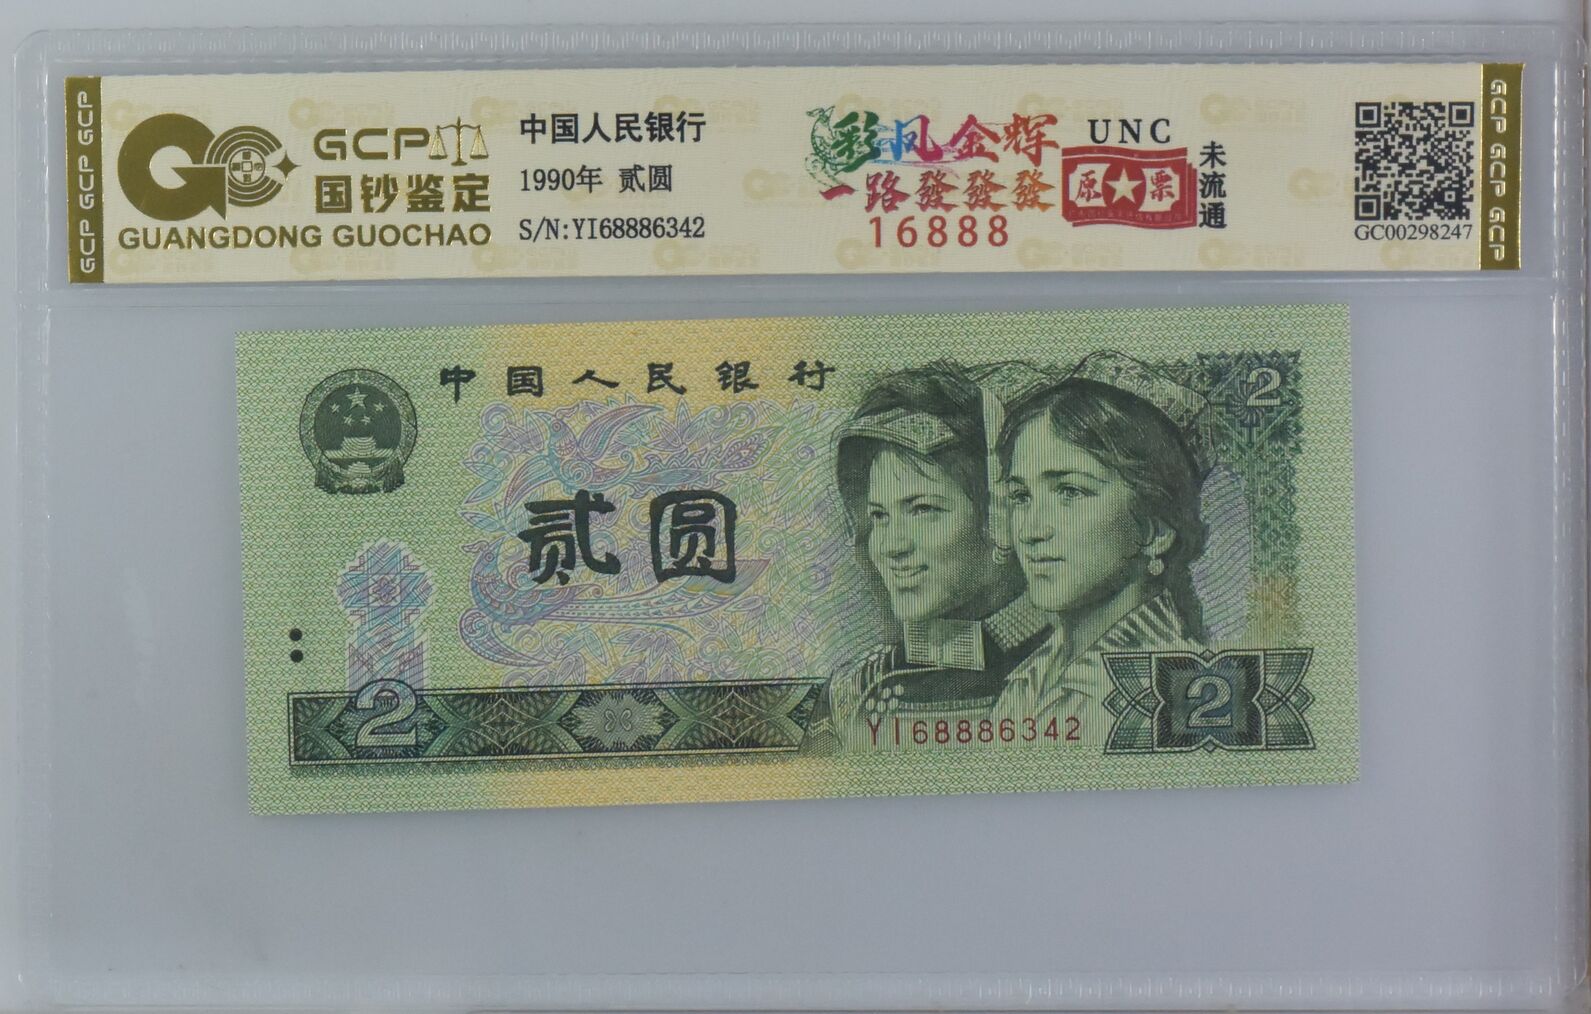 GCP GCP GCP
GCP
国钞鉴定
GUANGDONG GUOCHAO
中国人民银行
1990年 贰圆
S/N:YI68886342
彩凤金辉
一路發發發
16888
UNC
原★票
未流通
GC00298247
GCP GCP GCP
中国人民银行
2
贰圆
2
YI68886342
2